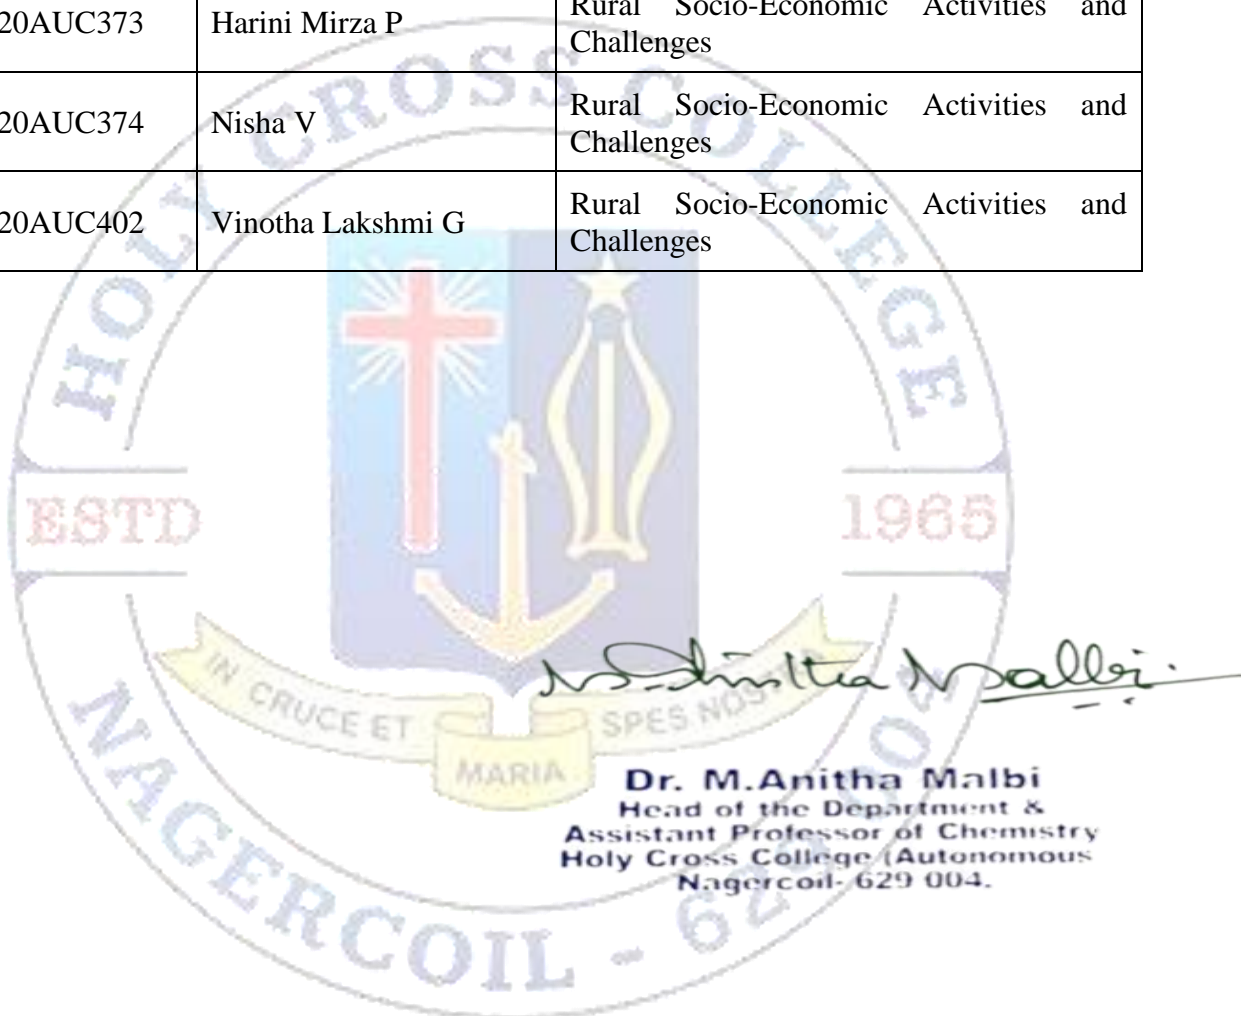 20AUC373 Harini Mirza P Rural Socio-Economic Activities and
Challenges
20AUC374 Nisha V Rural Socio-Economic Activities and
Challenges
20AUC402 Vinotha Lakshmi G Rural Socio-Economic Activities and
Challenges
HOLY CROSS COLLEGE
ESTD 1965
IN CRUCE ET
MARIA
SPES NOSTRA
NAGERCOIL - 629 004
Dr. M.Anitha Malbi
Head of the Department &
Assistant Professor of Chemistry
Holy Cross College (Autonomous
Nagercoil- 629 004.